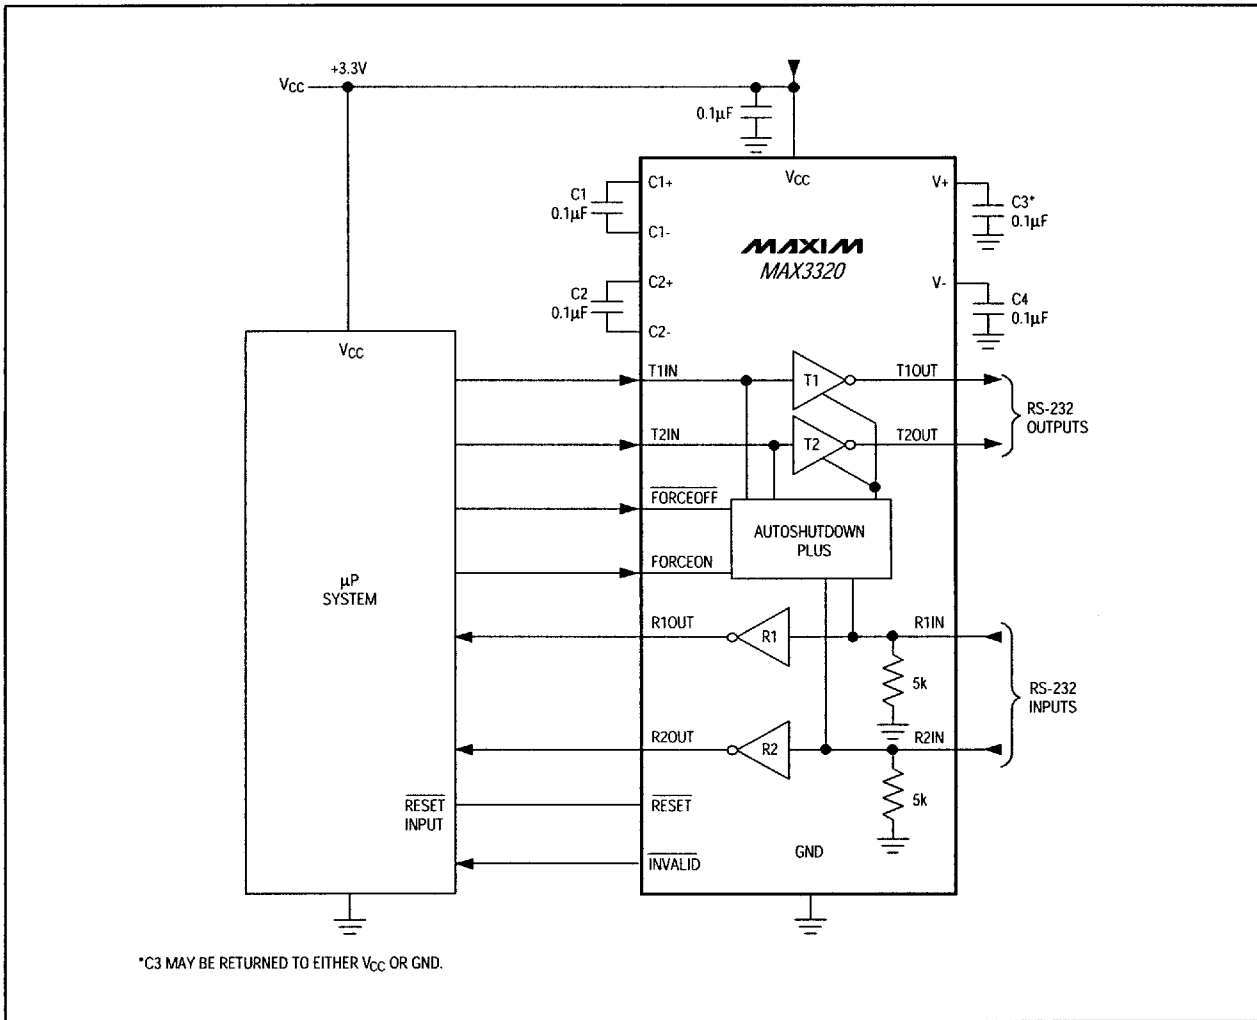 +3.3V
VCC
0.1µF
VCC
C1+
C1
0.1µF
C1-
C2+
C2
0.1µF
C2-
V+
C3*
0.1µF
V-
C4
0.1µF
MAXIM
MAX3320
VCC
T1IN
T1
T1OUT
T2IN
T2
T2OUT
RS-232
OUTPUTS
FORCEOFF
AUTOSHUTDOWN
PLUS
FORCEON
µP
SYSTEM
R1OUT
R1
R1IN
5k
RS-232
INPUTS
R2OUT
R2
R2IN
5k
RESET
INPUT
RESET
INVALID
GND
*C3 MAY BE RETURNED TO EITHER VCC OR GND.